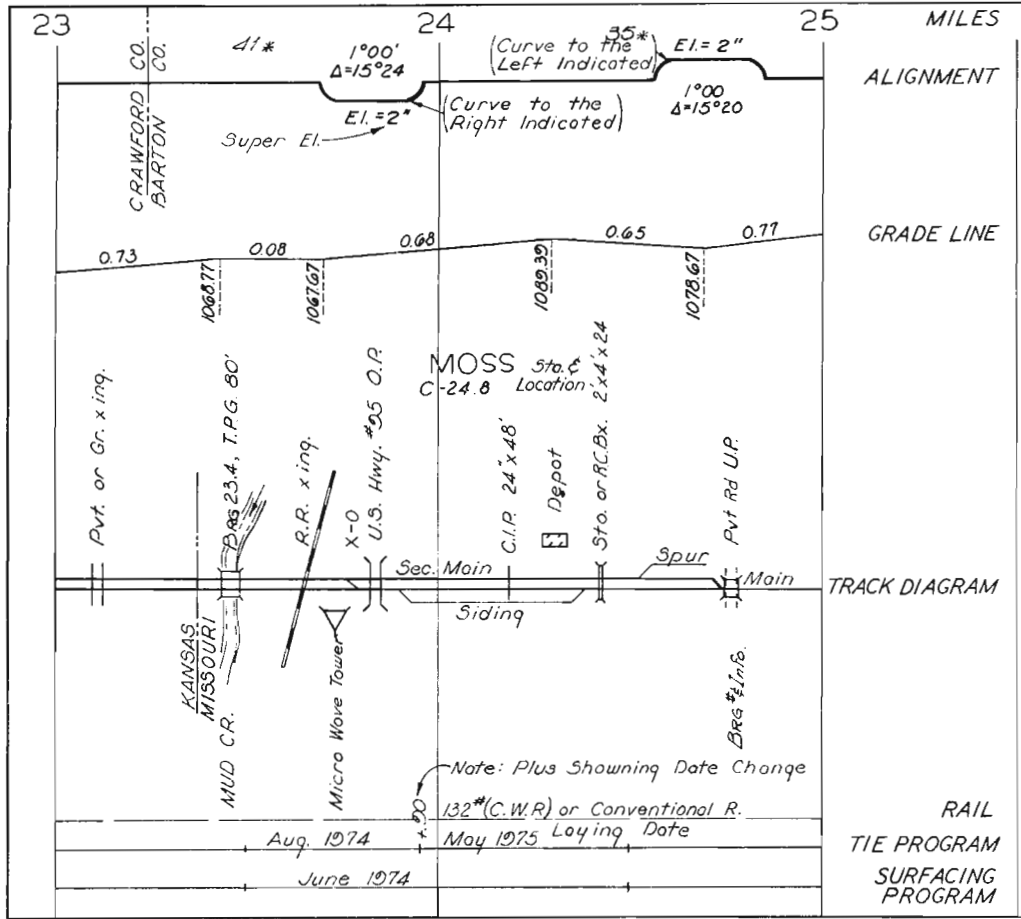 23 24 25 MILES
41* 35*
1°00'
Δ=15°24
El. = 2"
(Curve to the
Left Indicated)
El. = 2"
1°00
Δ=15°20
(Curve to the
Right Indicated)
Super El.
ALIGNMENT
CRAWFORD CO.
BARTON CO.
0.73 0.08 0.68 0.65 0.77
GRADE LINE
1068.77 1067.67 1089.39 1078.67
MOSS Sta. &
C-24.8 Location
Pvt. or Gr. x ing.
BRG 23.4, T.P.G. 80'
R.R. x ing.
X-O
U.S. Hwy. #95 O.P.
C.I.P. 24"x48'
Depot
Sto. or R.C.Bx. 2'x4'x24
Pvt Rd U.P.
Sec. Main
Spur
Main
Siding
TRACK DIAGRAM
KANSAS
MISSOURI
MUD CR.
Micro Wave Tower
BRG # & Info.
Note: Plus Showning Date Change
+.90
132#(C.W.R) or Conventional R.
RAIL
Laying Date
Aug. 1974 May 1975
TIE PROGRAM
June 1974
SURFACING
PROGRAM